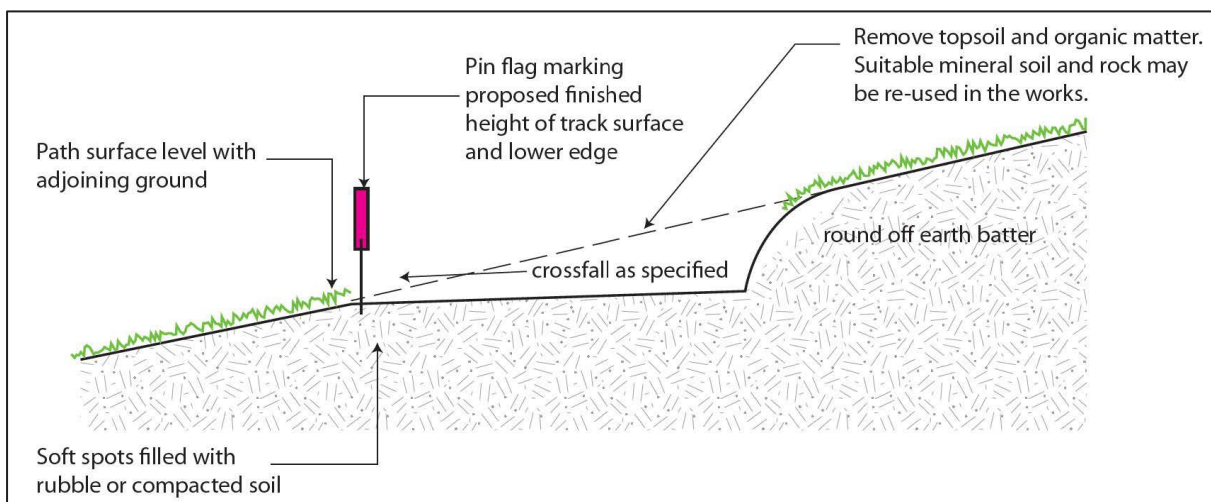 Remove topsoil and organic matter.
Suitable mineral soil and rock may
be re-used in the works.
Pin flag marking
proposed finished
height of track surface
and lower edge
Path surface level with
adjoining ground
round off earth batter
crossfall as specified
Soft spots filled with
rubble or compacted soil